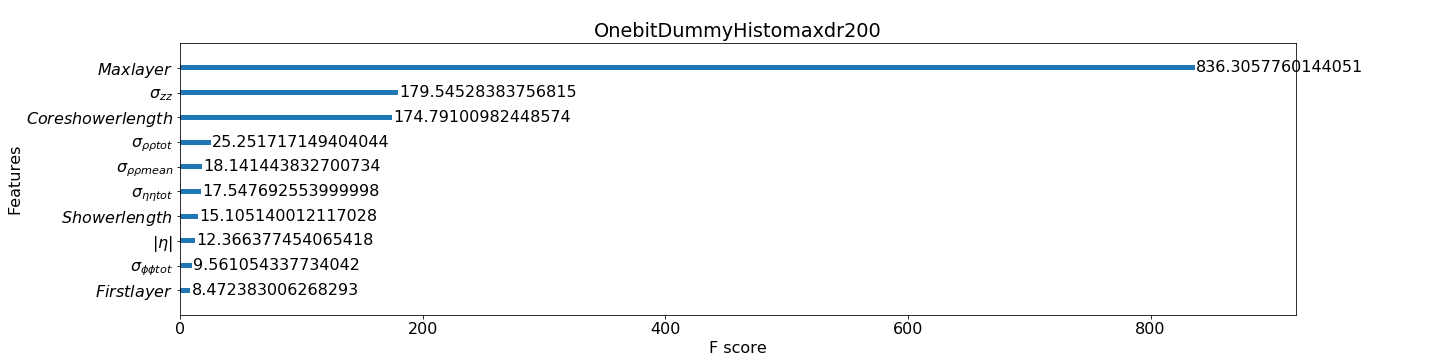 OnebitDummyHistomaxdr200
Maxlayer 836.3057760144051
σzz 179.54528383756815
Coreshowerlength 174.79100982448574
σρρtot 25.251717149404044
σρρmean 18.141443832700734
σηηtot 17.547692553999998
Showerlength 15.105140012117028
|η| 12.366377454065418
σϕϕtot 9.561054337734042
Firstlayer 8.472383006268293
0 200 400 600 800
F score
Features